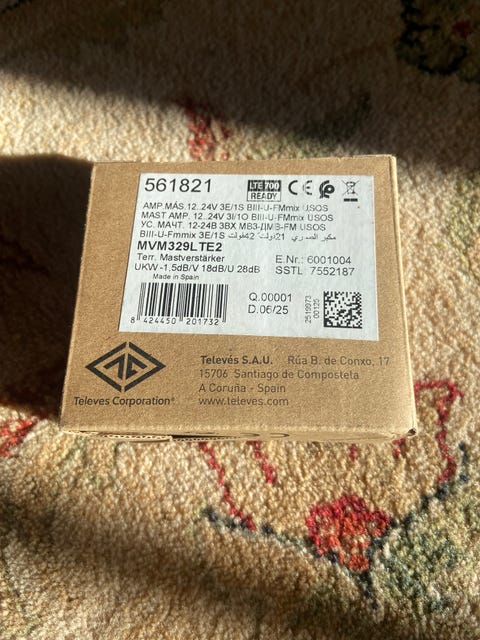 561821
LTE 700
READY
CE
AMP.MÁS.12..24V 3E/1S BIII-U-FMmix USOS
MAST AMP. 12..24V 3I/1O BIII-U-FMmix USOS
УС. МАЧТ. 12-24В 3ВХ МВ3-ДМВ-FM USOS
BIII-U-Fmmix 3E/1S
MVM329LTE2
Terr. Mastverstärker
UKW -1,5dB/V 18dB/U 28dB
Made in Spain
E.Nr.: 6001004
SSTL: 7552187
8 424450 201732
Q.00001
D.06/25
2519973
00125
Televes Corporation®
Televés S.A.U. Rúa B. de Conxo, 17
15706 Santiago de Compostela
A Coruña - Spain
www.televes.com